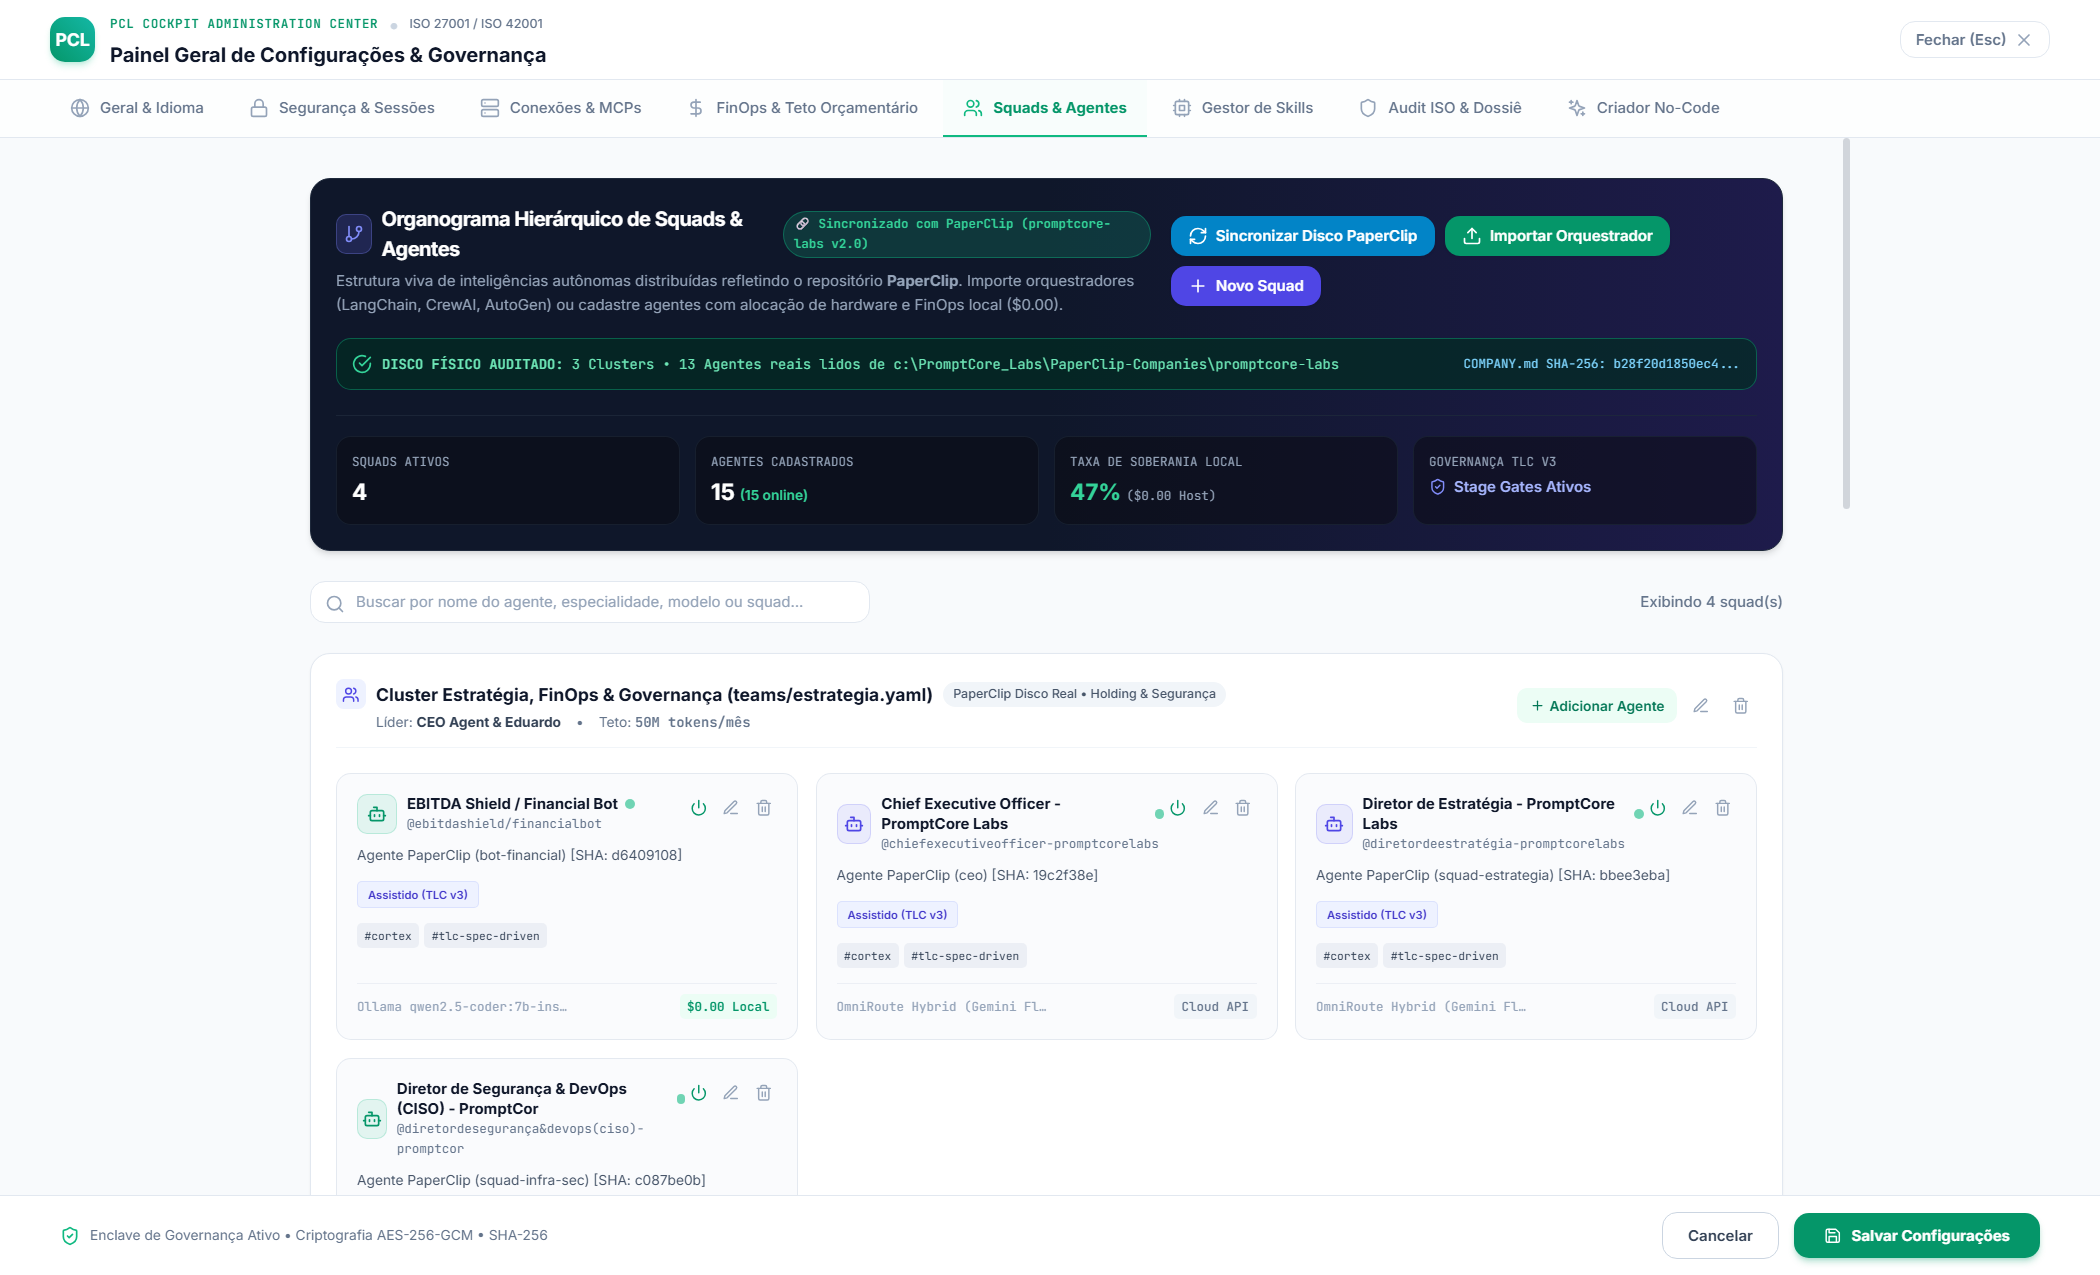 PCL
PCL COCKPIT ADMINISTRATION CENTER ● ISO 27001 / ISO 42001
Painel Geral de Configurações & Governança
Fechar (Esc)
Geral & Idioma
Segurança & Sessões
Conexões & MCPs
FinOps & Teto Orçamentário
Squads & Agentes
Gestor de Skills
Audit ISO & Dossiê
Criador No-Code
Organograma Hierárquico de Squads &
Agentes
Sincronizado com PaperClip (promptcore-
labs v2.0)
Estrutura viva de inteligências autônomas distribuídas refletindo o repositório PaperClip. Importe orquestradores
(LangChain, CrewAI, AutoGen) ou cadastre agentes com alocação de hardware e FinOps local ($0.00).
Sincronizar Disco PaperClip
Importar Orquestrador
Novo Squad
DISCO FÍSICO AUDITADO: 3 Clusters • 13 Agentes reais lidos de c:\PromptCore_Labs\PaperClip-Companies\promptcore-labs
COMPANY.md SHA-256: b28f20d1850ec4...
SQUADS ATIVOS
4
AGENTES CADASTRADOS
15 (15 online)
TAXA DE SOBERANIA LOCAL
47% ($0.00 Host)
GOVERNANÇA TLC V3
Stage Gates Ativos
Buscar por nome do agente, especialidade, modelo ou squad...
Exibindo 4 squad(s)
Cluster Estratégia, FinOps & Governança (teams/estrategia.yaml)
PaperClip Disco Real • Holding & Segurança
Líder: CEO Agent & Eduardo • Teto: 50M tokens/mês
Adicionar Agente
EBITDA Shield / Financial Bot
@ebitdashield/financialbot
Agente PaperClip (bot-financial) [SHA: d6409108]
Assistido (TLC v3)
#cortex #tlc-spec-driven
Ollama qwen2.5-coder:7b-ins…
$0.00 Local
Chief Executive Officer -
PromptCore Labs
@chiefexecutiveofficer-promptcorelabs
Agente PaperClip (ceo) [SHA: 19c2f38e]
Assistido (TLC v3)
#cortex #tlc-spec-driven
OmniRoute Hybrid (Gemini Fl…
Cloud API
Diretor de Estratégia - PromptCore
Labs
@diretordeestratégia-promptcorelabs
Agente PaperClip (squad-estrategia) [SHA: bbee3eba]
Assistido (TLC v3)
#cortex #tlc-spec-driven
OmniRoute Hybrid (Gemini Fl…
Cloud API
Diretor de Segurança & DevOps
(CISO) - PromptCor
@diretordesegurança&devops(ciso)-
promptcor
Agente PaperClip (squad-infra-sec) [SHA: c087be0b]
Enclave de Governança Ativo • Criptografia AES-256-GCM • SHA-256
Cancelar
Salvar Configurações